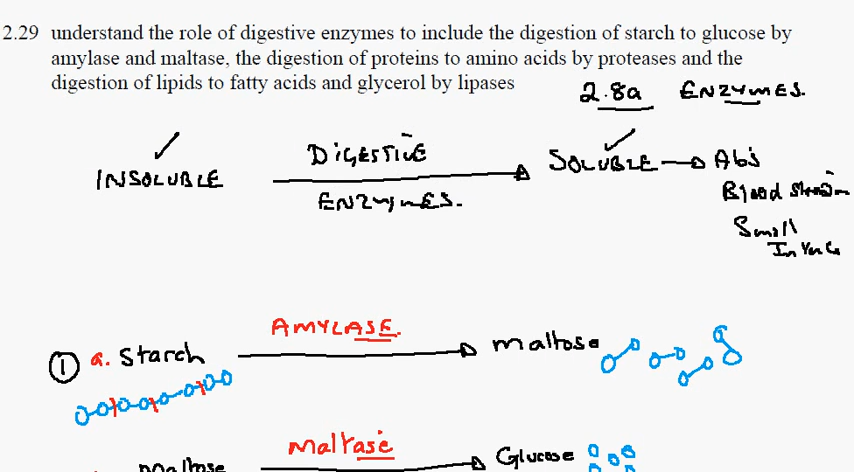 2.29 understand the role of digestive enzymes to include the digestion of starch to glucose by
amylase and maltase, the digestion of proteins to amino acids by proteases and the
digestion of lipids to fatty acids and glycerol by lipases
2.8a ENZYMES.
INSOLUBLE
DiGESTIVE
ENZYMES.
SOLUBLE
Abs
Blood Stream
Small
① a. Starch
AMYLASE.
maltose
maltose
Maltase
Glucose